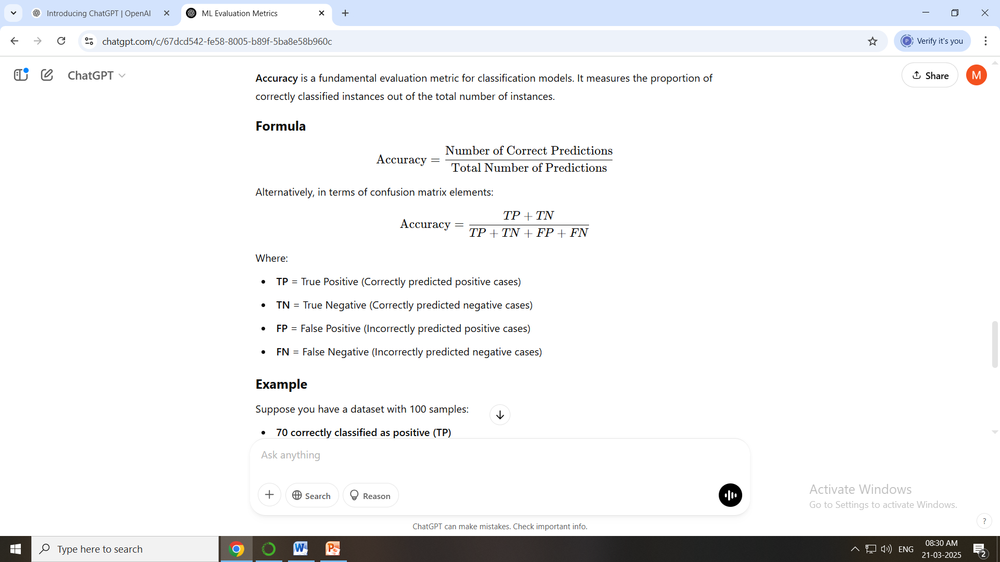 Introducing ChatGPT | OpenAI
ML Evaluation Metrics
chatgpt.com/c/67dcd542-fe58-8005-b89f-5ba8e58b960c
P
Verify it's you
ChatGPT
Share
M
Accuracy is a fundamental evaluation metric for classification models. It measures the proportion of
correctly classified instances out of the total number of instances.
Formula
Accuracy = Number of Correct Predictions / Total Number of Predictions
Alternatively, in terms of confusion matrix elements:
Accuracy = TP + TN / TP + TN + FP + FN
Where:
• TP = True Positive (Correctly predicted positive cases)
• TN = True Negative (Correctly predicted negative cases)
• FP = False Positive (Incorrectly predicted positive cases)
• FN = False Negative (Incorrectly predicted negative cases)
Example
Suppose you have a dataset with 100 samples:
• 70 correctly classified as positive (TP)
Ask anything
Search
Reason
Activate Windows
Go to Settings to activate Windows.
ChatGPT can make mistakes. Check important info.
?
Type here to search
ENG
08:30 AM
21-03-2025
2